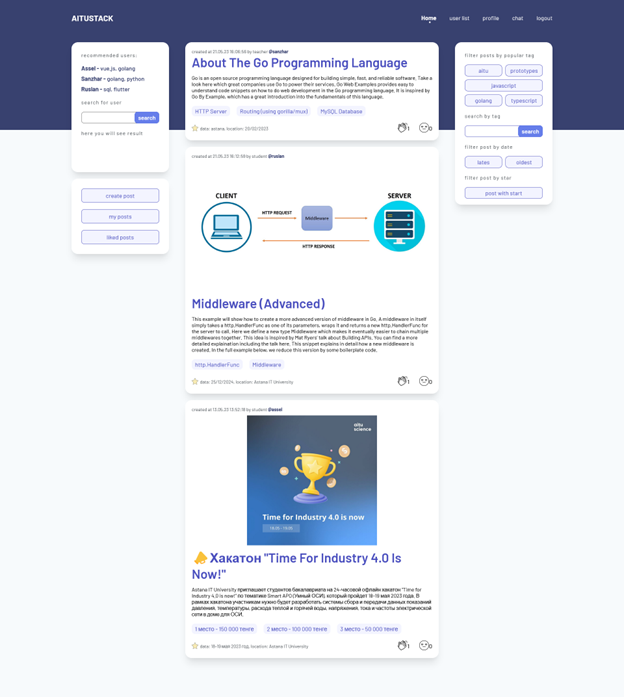 AITUSTACK
Home
user list
profile
chat
logout
recommended users:
Assel - vue.js, golang
Sanzhar - golang, python
Ruslan - sql, flutter
search for user
search
here you will see result
create post
my posts
liked posts
@sanzhar
About The Go Programming Language
Go is an open source programming designed for building simple, fast, and reliable software. Take a
look here which great companies use Go to power their services. Go Web Examples provides easy to
understand code snippets on how to do web development in the Go programming language. It is inspired by
Go By Example, which has a great introduction into the fundamentals of this language.
HTTP Server
Routing (using gorilla/mux)
MySQL Database
date: astana, location: 20/02/2023
1
0
created at 21.05.23 16:10:59 by student @ruslan
CLIENT
SERVER
HTTP REQUEST
Middleware
HTTP RESPONSE
Middleware (Advanced)
This example will show how to create a more advanced version of middleware in Go. A middleware in itself
simply takes a http.HandlerFunc as one of its parameters, wraps it and returns a new http.HandlerFunc for
the server to call. Here we define a new type Middleware which makes it eventually easier to chain multiple
middlewares together. This idea is inspired by Mat Ryers' talk about Building APIs. You can find a more
detailed explaination including the talk here. This snippet explains in detail how a new middleware is
created. In the full example below, we reduce this version by some boilerplate code.
http.HandlerFunc
Middleware
date: 25/12/2024, location: Astana IT University
1
0
created at 13.05.23 13:52:18 by student @assel
aitu
science
Time for Industry 4.0 is now
Хакатон "Time For Industry 4.0 Is
Now!"
Astana IT University приглашает студентов бакалавриата на 24-часовой офлайн хакатон "Time for
Industry 4.0 is now!" по тематике Smart АРО (Умный ОСИ), который пройдет 18-19 мая 2023 года. В
рамках хакатона участникам нужно будет разработать системы сбора и передачи данных показаний
давления, температуры, расхода теплой и горячей воды, напряжения, тока и частоты электрической
сети в доме для ОСИ.
1 место - 150 000 тенге
2 место - 100 000 тенге
3 место - 50 000 тенге
date: 18-19 мая 2023 год, location: Astana IT University
1
0
filter posts by popular tag
aitu
prototypes
javascript
golang
typescript
search by tag
search
filter post by date
lates
oldest
filter post by star
post with start